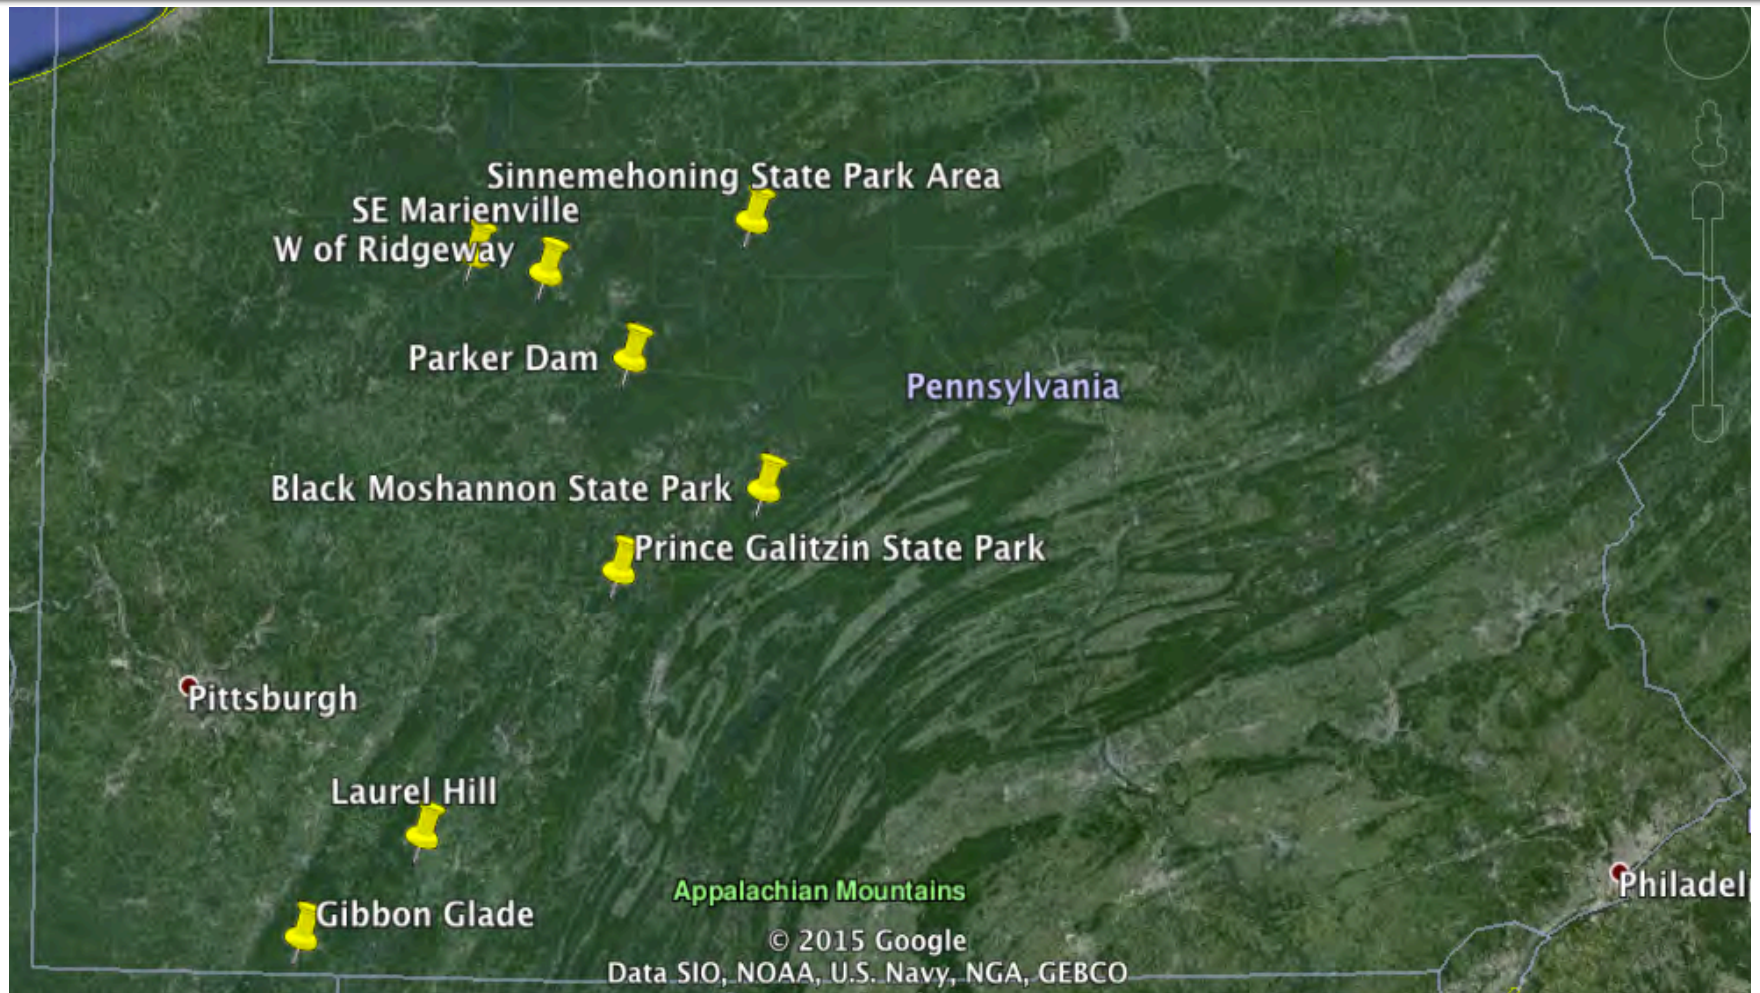 Sinnemehoning State Park Area
SE Marienville
W of Ridgeway
Parker Dam
Pennsylvania
Black Moshannon State Park
Prince Galitzin State Park
Pittsburgh
Laurel Hill
Philadel
Appalachian Mountains
Gibbon Glade
© 2015 Google
Data SIO, NOAA, U.S. Navy, NGA, GEBCO